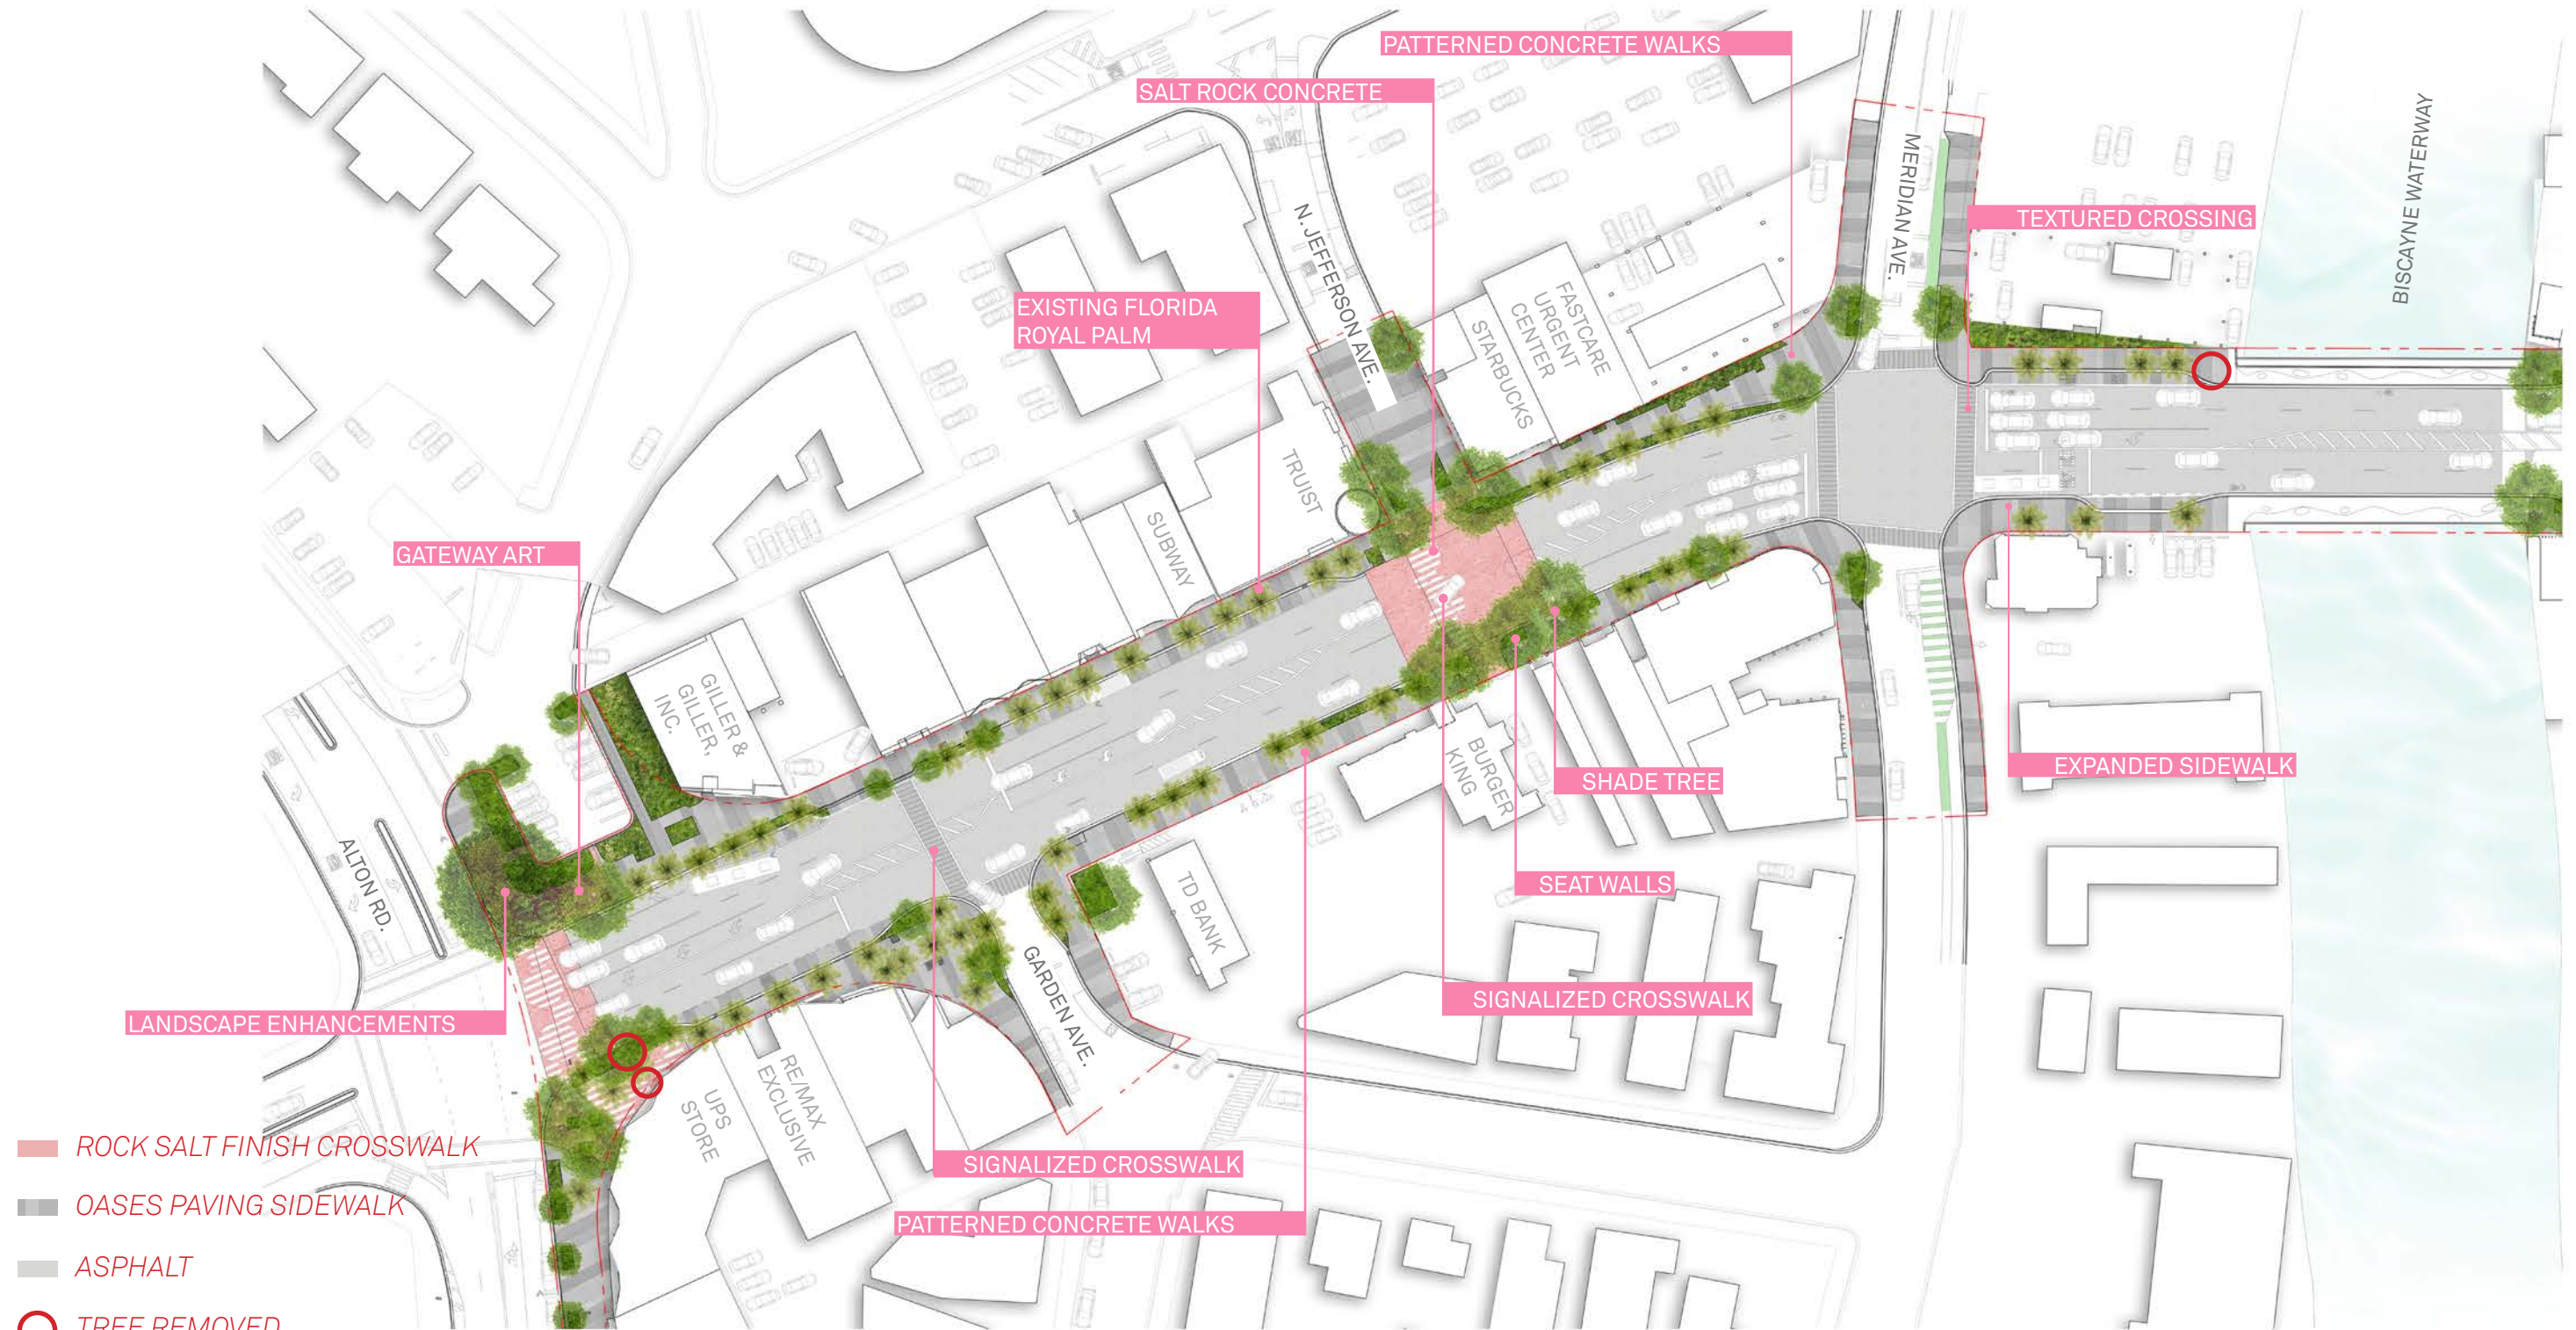 PATTERNED CONCRETE WALKS
SALT ROCK CONCRETE
BISCAYNE WATERWAY
MERIDIAN AVE.
TEXTURED CROSSING
N. JEFFERSON AVE.
EXISTING FLORIDA
ROYAL PALM
FASTCARE
URGENT
CENTER
STARBUCKS
TRUIST
SUBWAY
GATEWAY ART
GILLER &
GILLER,
INC.
BURGER
KING
SHADE TREE
EXPANDED SIDEWALK
ALTON RD.
TD BANK
SEAT WALLS
GARDEN AVE.
SIGNALIZED CROSSWALK
LANDSCAPE ENHANCEMENTS
RE/MAX
EXCLUSIVE
UPS
STORE
SIGNALIZED CROSSWALK
PATTERNED CONCRETE WALKS
ROCK SALT FINISH CROSSWALK
OASES PAVING SIDEWALK
ASPHALT
TREE REMOVED